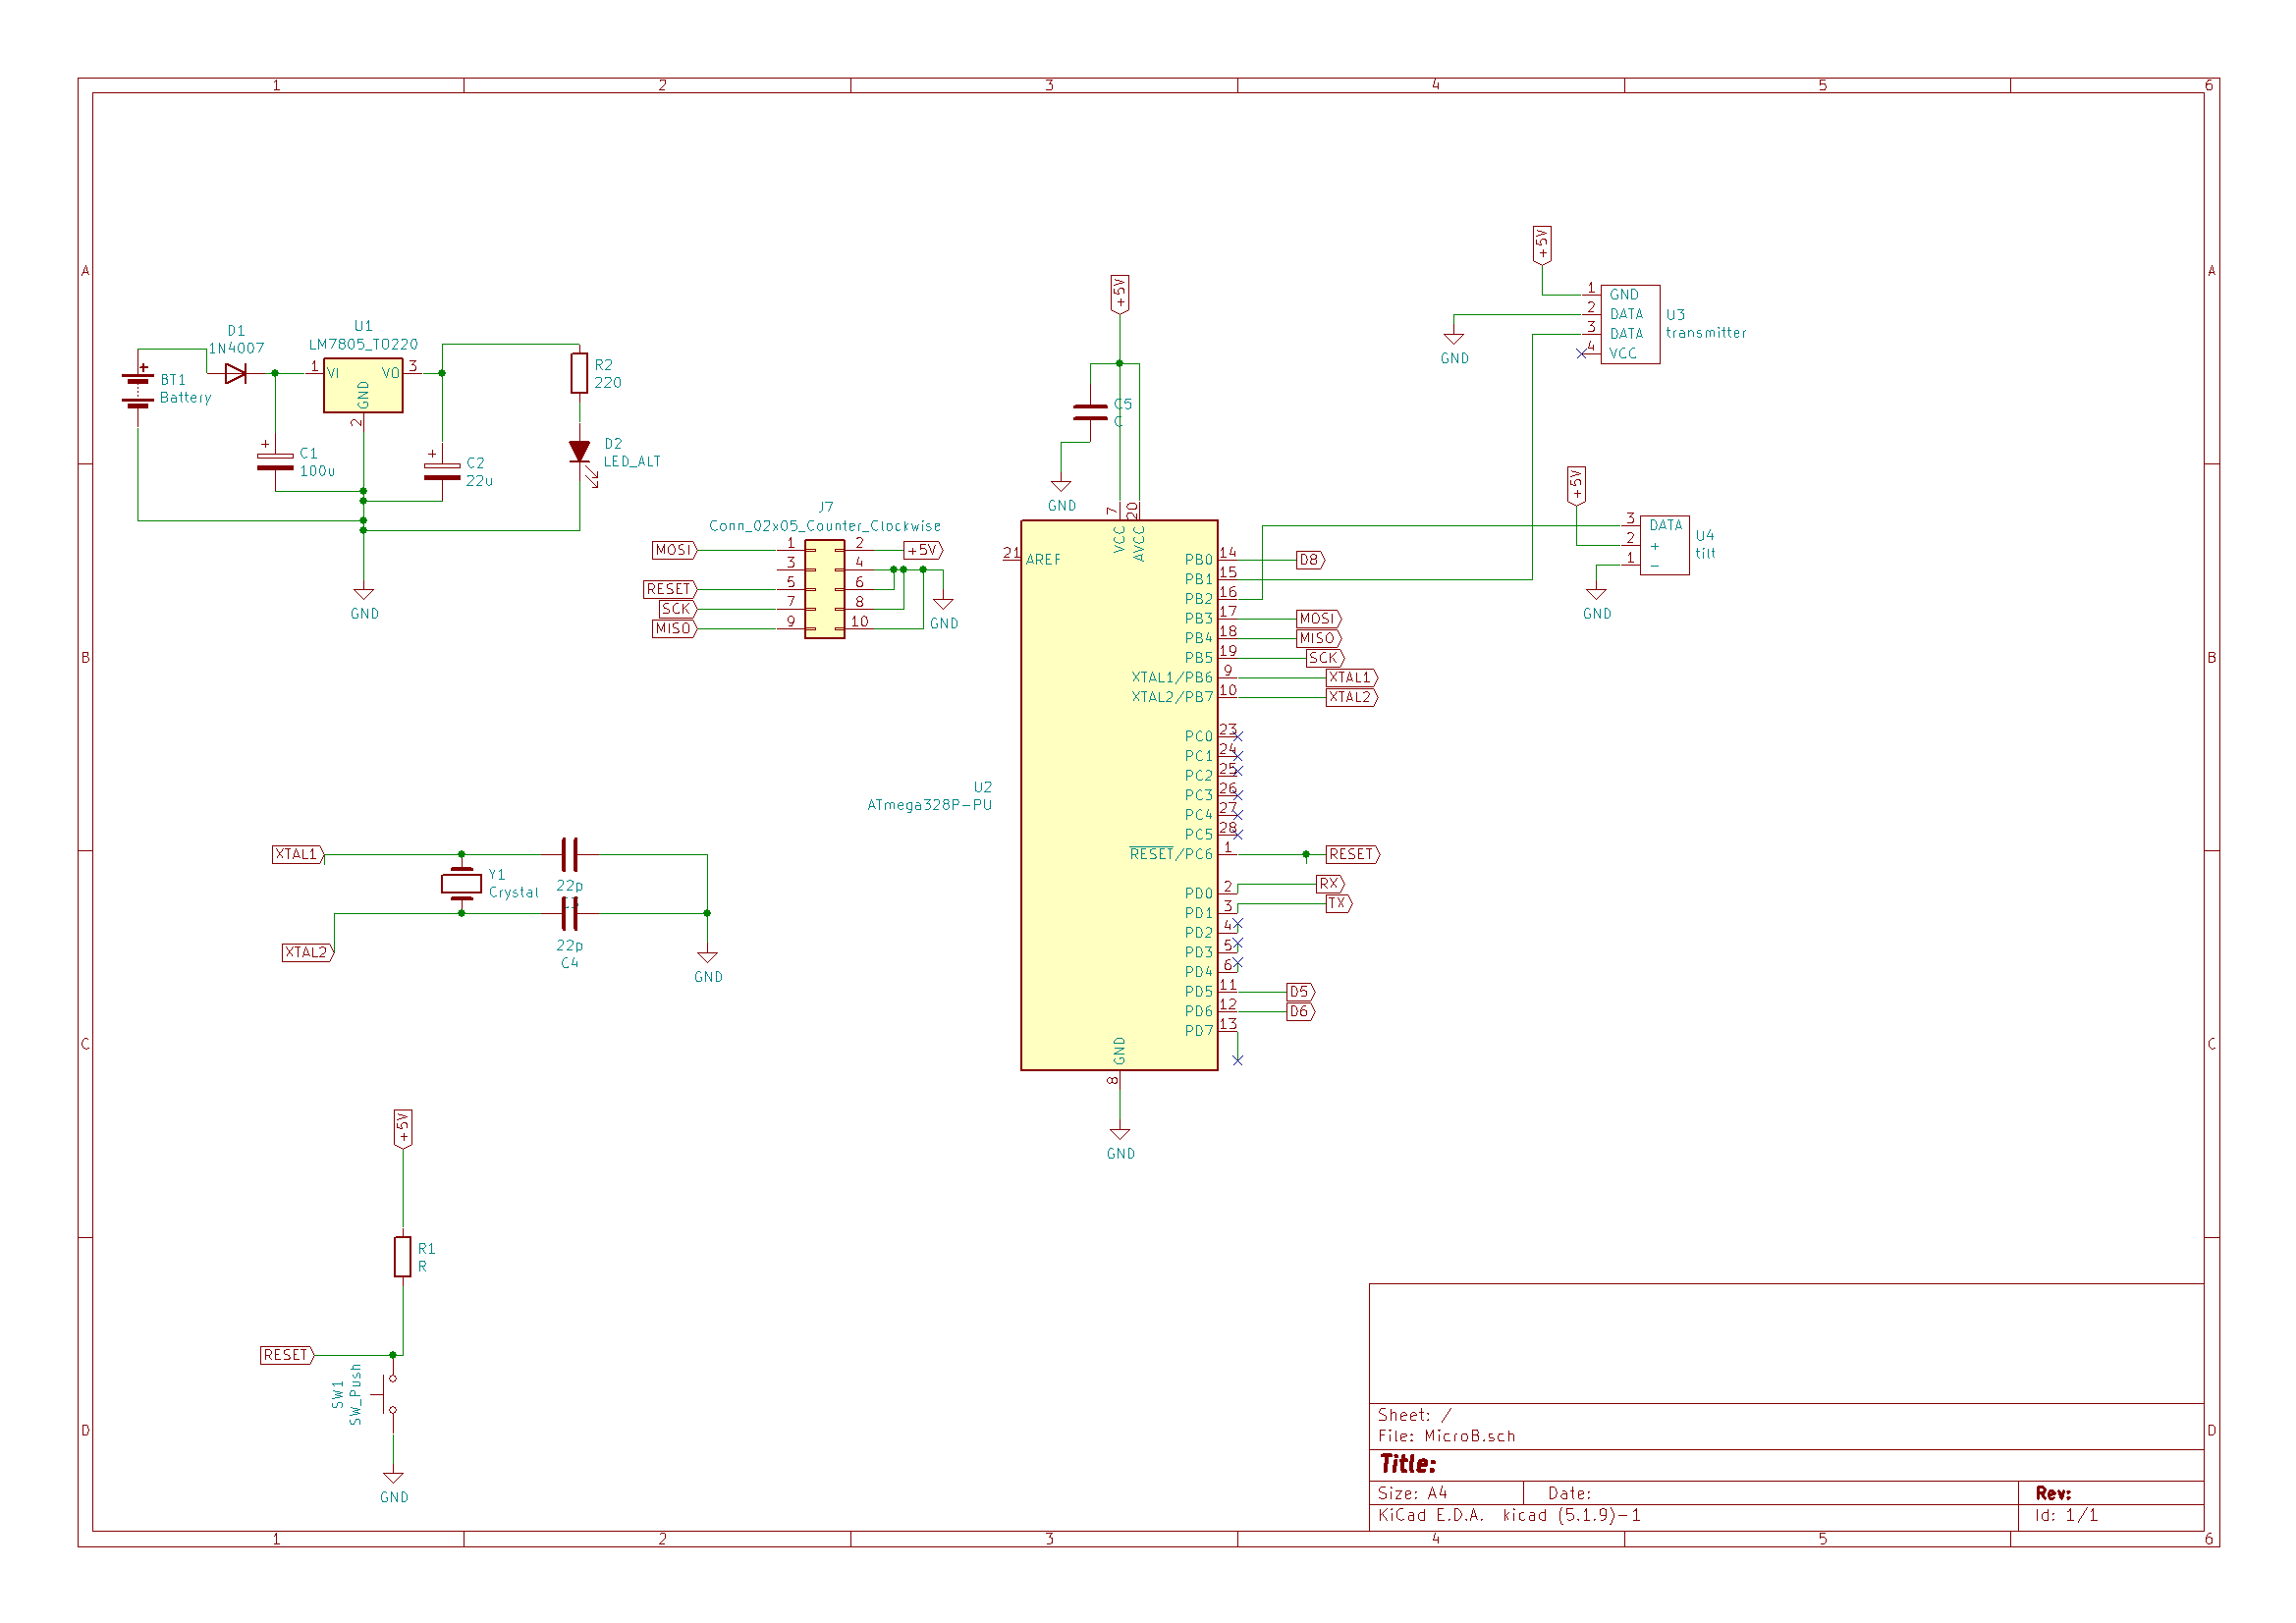 1 2 3 4 5 6
A A
B B
C C
D D
1 2 3 4 5 6
D1
1N4007
U1
LM7805_TO220
1 VI VO 3
GND
2
BT1
Battery
+
C1
100u
+
C2
22u
+
R2
220
D2
LED_ALT
GND
J7
Conn_02x05_Counter_Clockwise
MOSI 1 2 +5V
3 4
RESET 5 6
SCK 7 8
MISO 9 10
GND
+5V
C5
C
GND
7 20
VCC AVCC
21 AREF
PB0 14 D8
PB1 15
PB2 16
PB3 17 MOSI
PB4 18 MISO
PB5 19 SCK
XTAL1/PB6 9 XTAL1
XTAL2/PB7 10 XTAL2
PC0 23
PC1 24
PC2 25
PC3 26
PC4 27
PC5 28
RESET/PC6 1 RESET
PD0 2 RX
PD1 3 TX
PD2 4
PD3 5
PD4 6
PD5 11 D5
PD6 12 D6
PD7 13
U2
ATmega328P-PU
GND
8
GND
+5V
1 GND
2 DATA
3 DATA
4 VCC
U3
transmitter
GND
+5V
3 DATA
2 +
1 -
U4
tilt
GND
XTAL1
Y1
Crystal
22p
22p
C4
XTAL2
GND
+5V
R1
R
RESET
SW1
SW_Push
GND
Sheet: /
File: MicroB.sch
Title:
Size: A4 Date: Rev:
KiCad E.D.A. kicad (5.1.9)-1 Id: 1/1